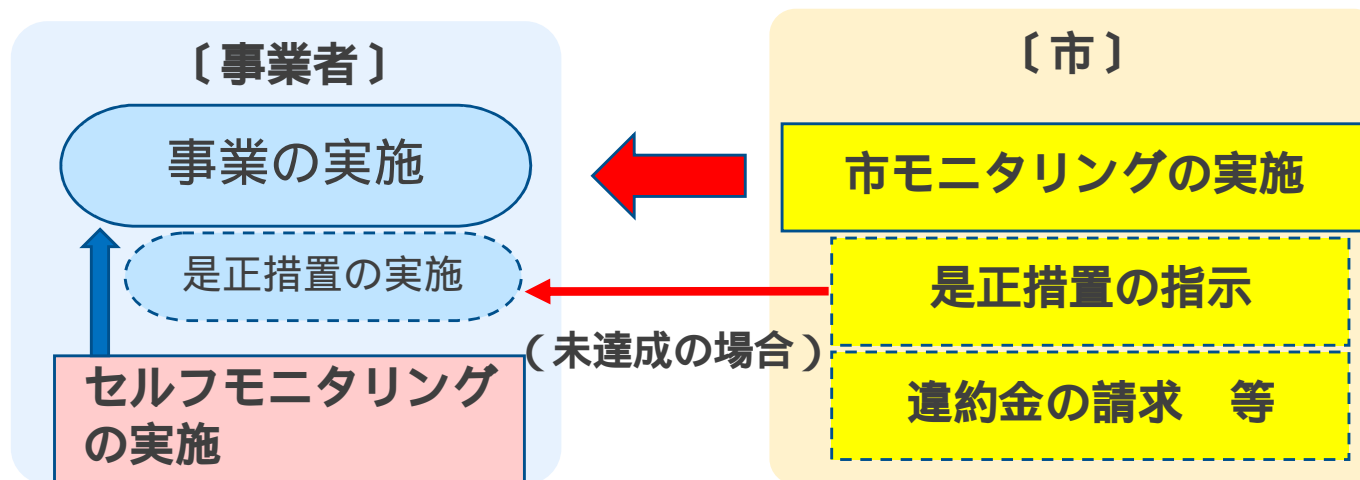 〔事業者〕
事業の実施
是正措置の実施
セルフモニタリング
の実施
(未達成の場合)
〔市〕
市モニタリングの実施
是正措置の指示
違約金の請求　等